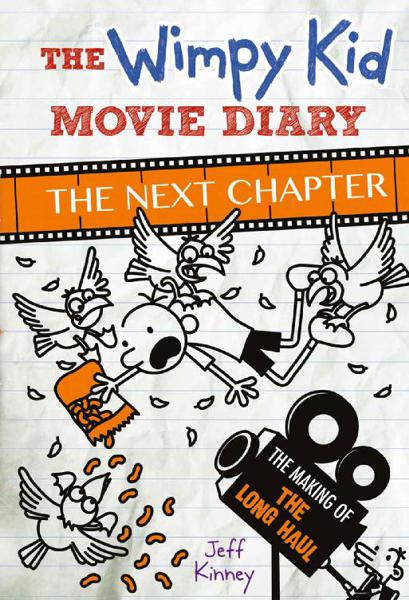 THE Wimpy Kid
MOVIE DIARY
THE NEXT CHAPTER
THE MAKING OF
THE
LONG HAUL
Jeff
Kinney